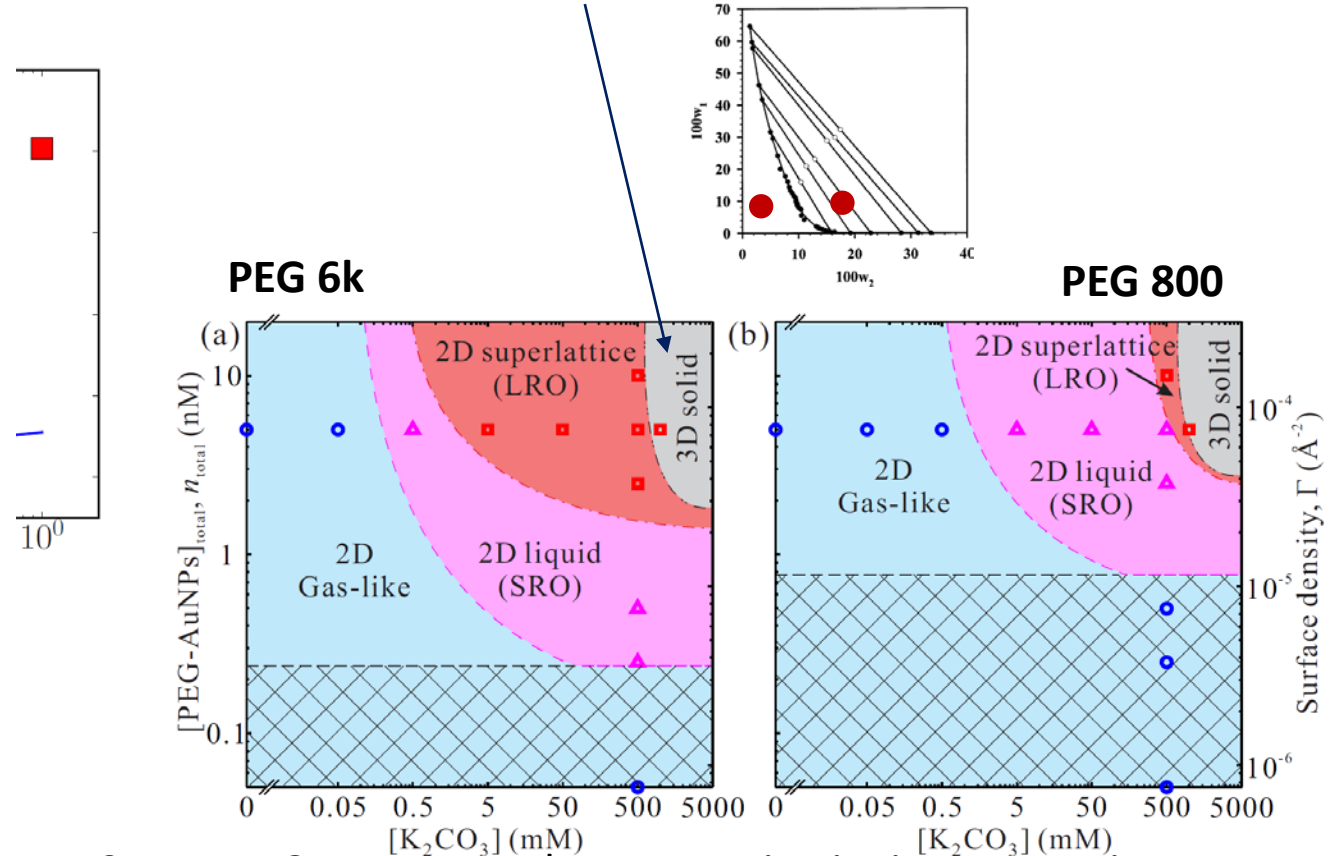 70
60
50
40
30
20
10
0
100w₁
0 10 20 30 40
100w₂
10⁰
PEG 6k
PEG 800
(a)
2D superlattice
(LRO)
3D solid
2D
Gas-like
2D liquid
(SRO)
10
1
0.1
[PEG-AuNPs]total, ntotal (nM)
0 0.05 0.5 5 50 500 5000
[K₂CO₃] (mM)
(b)
2D superlattice
(LRO)
3D solid
2D
Gas-like
2D liquid
(SRO)
10⁻⁴
10⁻⁵
10⁻⁶
Surface density, Γ (Å⁻²)
0 0.05 0.5 5 50 500 5000
[K₂CO₃] (mM)